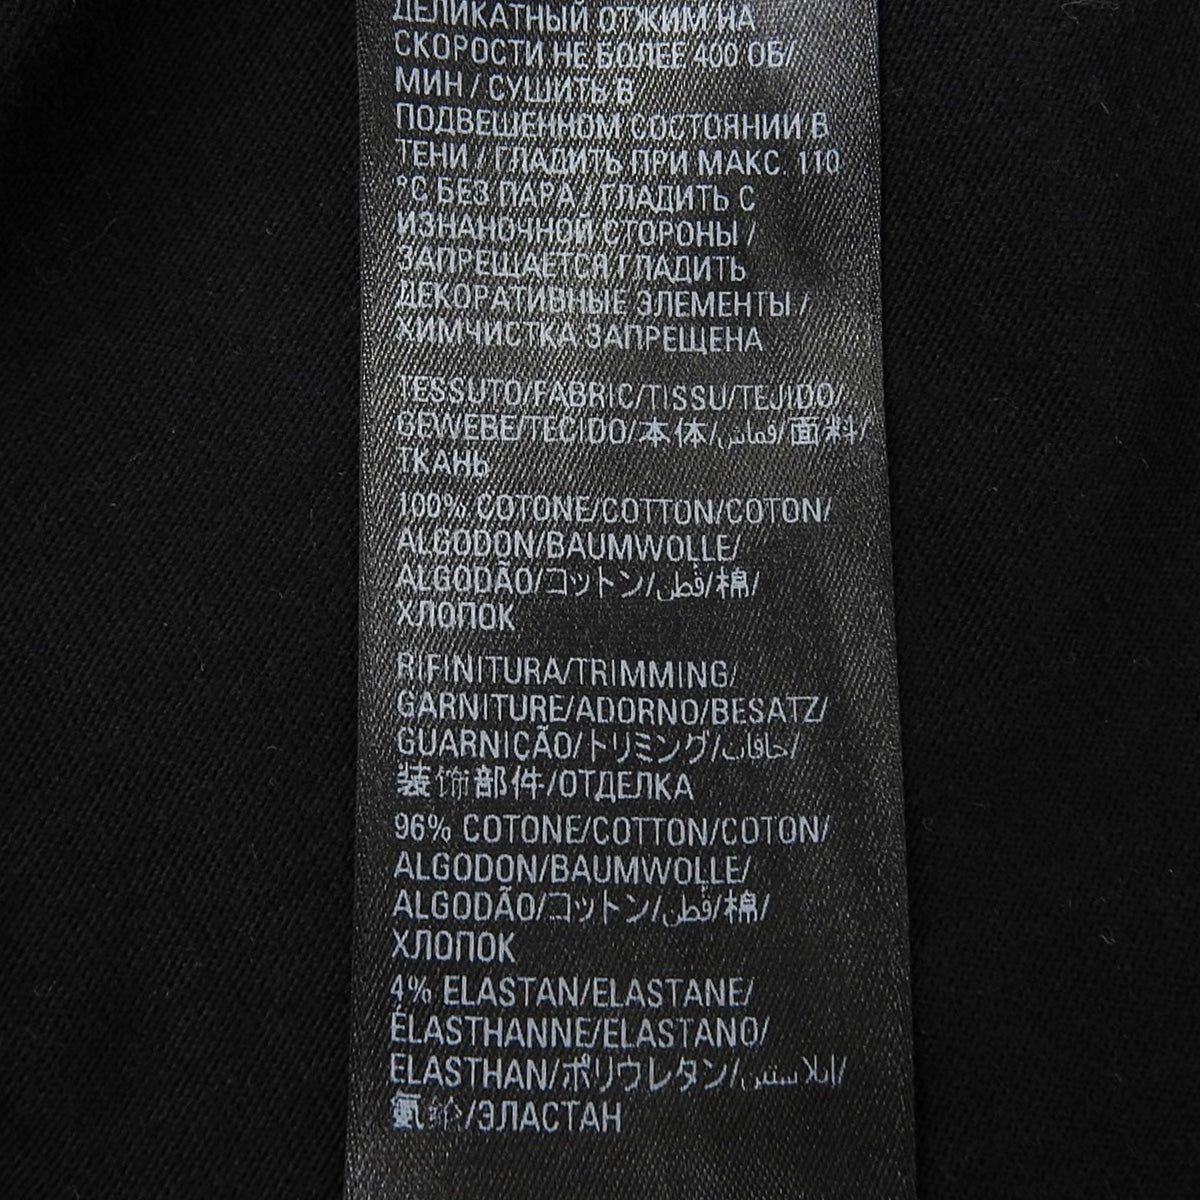 ДЕЛИКАТНЫЙ ОТЖИМ НА
СКОРОСТИ НЕ БОЛЕЕ 400 ОБ/
МИН / СУШИТЬ В
ПОДВЕШЕННОМ СОСТОЯНИИ В
ТЕНИ / ГЛАДИТЬ ПРИ МАКС. 110
°C БЕЗ ПАРА / ГЛАДИТЬ С
ИЗНАНОЧНОЙ СТОРОНЫ /
ЗАПРЕЩАЕТСЯ ГЛАДИТЬ
ДЕКОРАТИВНЫЕ ЭЛЕМЕНТЫ /
ХИМЧИСТКА ЗАПРЕЩЕНА
TESSUTO/FABRIC/TISSU/TEJIDO/
GEWEBE/TECIDO/本体/قماس/面料/
ТКАНЬ
100% COTONE/COTTON/COTON/
ALGODON/BAUMWOLLE/
ALGODÃO/コットン/قطن/棉/
ХЛОПОК
RIFINITURA/TRIMMING/
GARNITURE/ADORNO/BESATZ/
GUARNICÃO/トリミング/حافات/
装饰部件/ОТДЕЛКА
96% COTONE/COTTON/COTON/
ALGODON/BAUMWOLLE/
ALGODÃO/コットン/قطن/棉/
ХЛОПОК
4% ELASTAN/ELASTANE/
ÉLASTHANNE/ELASTANO/
ELASTHAN/ポリウレタン/إيلاستين/
氨纶/ЭЛАСТАН